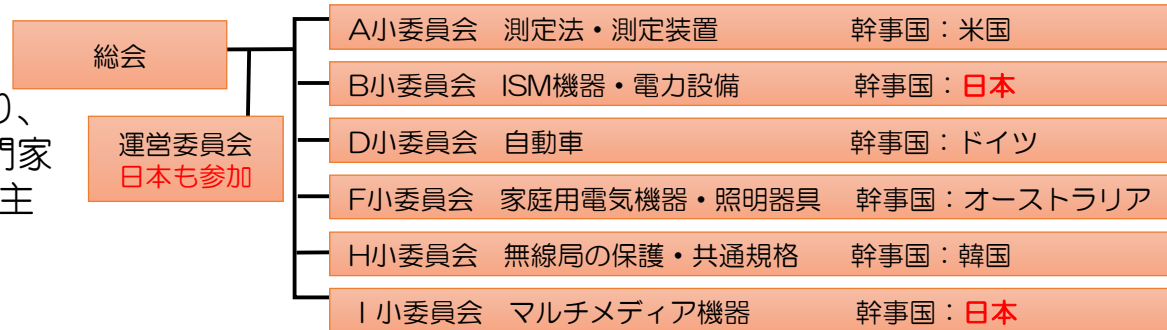 総会
り、
門家
主
運営委員会
日本も参加
A小委員会 測定法・測定装置 幹事国：米国
B小委員会 ISM機器・電力設備 幹事国：日本
D小委員会 自動車 幹事国：ドイツ
F小委員会 家庭用電気機器・照明器具 幹事国：オーストラリア
H小委員会 無線局の保護・共通規格 幹事国：韓国
I小委員会 マルチメディア機器 幹事国：日本